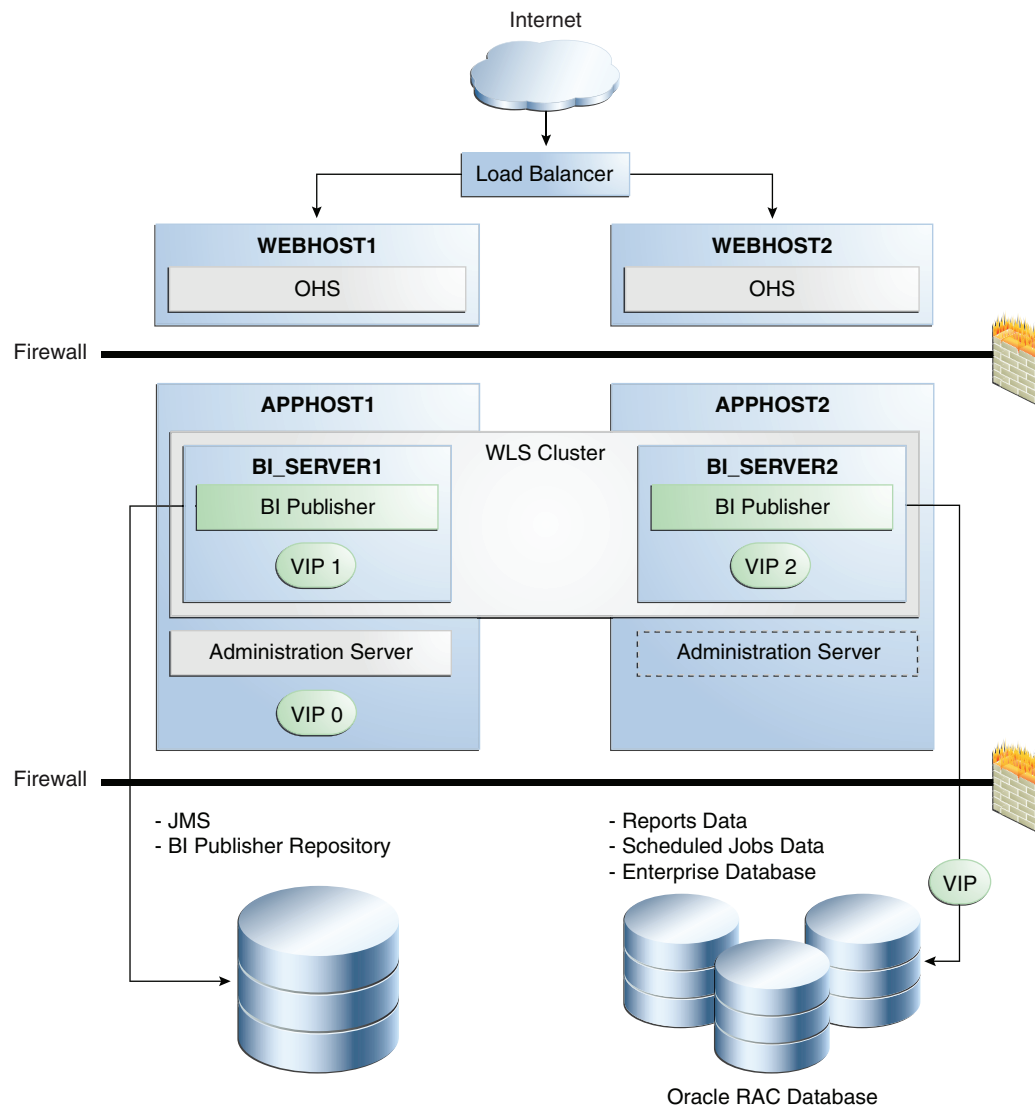 Internet
Load Balancer
WEBHOST1
OHS
WEBHOST2
OHS
Firewall
APPHOST1
APPHOST2
WLS Cluster
BI_SERVER1
BI Publisher
VIP 1
BI_SERVER2
BI Publisher
VIP 2
Administration Server
VIP 0
Administration Server
Firewall
- JMS
- BI Publisher Repository
- Reports Data
- Scheduled Jobs Data
- Enterprise Database
VIP
Oracle RAC Database